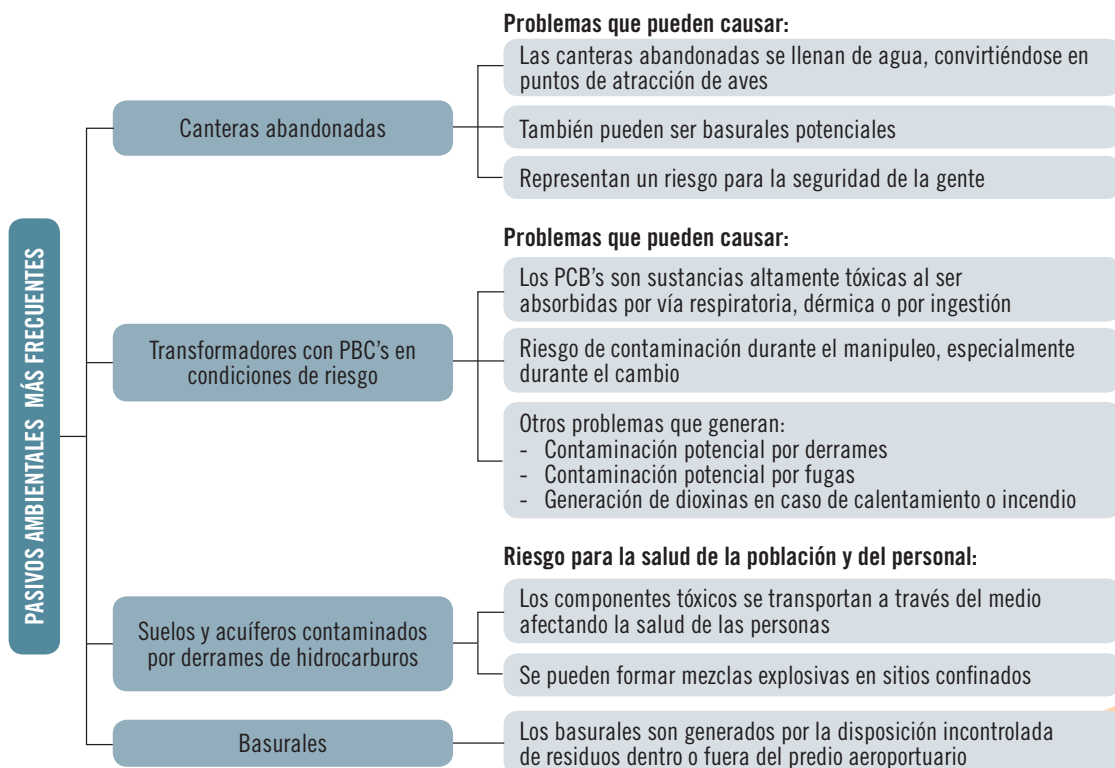 PASIVOS AMBIENTALES MÁS FRECUENTES
Canteras abandonadas
Problemas que pueden causar:
Las canteras abandonadas se llenan de agua, convirtiéndose en
puntos de atracción de aves
También pueden ser basurales potenciales
Representan un riesgo para la seguridad de la gente
Transformadores con PBC's en
condiciones de riesgo
Problemas que pueden causar:
Los PCB's son sustancias altamente tóxicas al ser
absorbidas por vía respiratoria, dérmica o por ingestión
Riesgo de contaminación durante el manipuleo, especialmente
durante el cambio
Otros problemas que generan:
- Contaminación potencial por derrames
- Contaminación potencial por fugas
- Generación de dioxinas en caso de calentamiento o incendio
Suelos y acuíferos contaminados
por derrames de hidrocarburos
Riesgo para la salud de la población y del personal:
Los componentes tóxicos se transportan a través del medio
afectando la salud de las personas
Se pueden formar mezclas explosivas en sitios confinados
Basurales
Los basurales son generados por la disposición incontrolada
de residuos dentro o fuera del predio aeroportuario